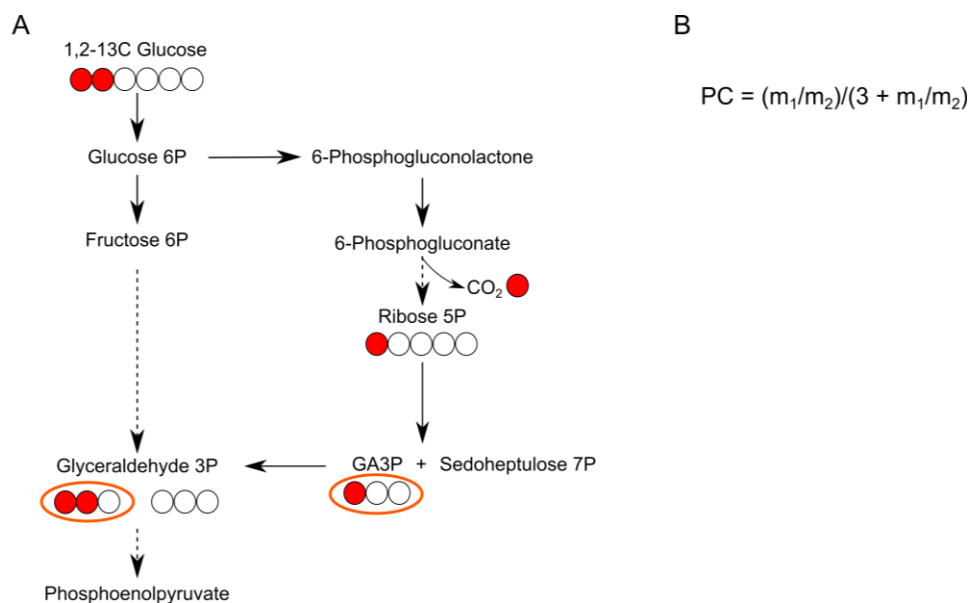 A
B
1,2-13C Glucose
PC = (m₁/m₂)/(3 + m₁/m₂)
Glucose 6P
6-Phosphogluconolactone
Fructose 6P
6-Phosphogluconate
CO₂
Ribose 5P
Glyceraldehyde 3P
GA3P + Sedoheptulose 7P
Phosphoenolpyruvate